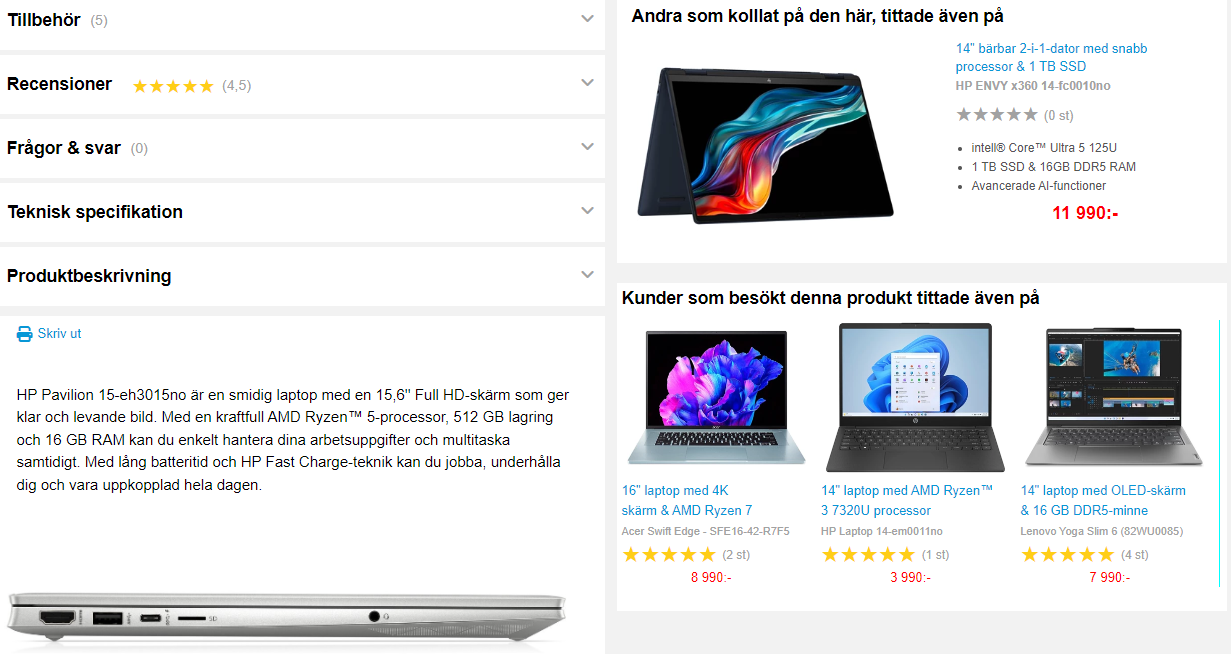 Tillbehör (5)
Recensioner (4,5)
Frågor & svar (0)
Teknisk specifikation
Produktbeskrivning
Skriv ut
HP Pavilion 15-eh3015no är en smidig laptop med en 15,6" Full HD-skärm som ger
klar och levande bild. Med en kraftfull AMD Ryzen™ 5-processor, 512 GB lagring
och 16 GB RAM kan du enkelt hantera dina arbetsuppgifter och multitaska
samtidigt. Med lång batteritid och HP Fast Charge-teknik kan du jobba, underhålla
dig och vara uppkopplad hela dagen.
SD
Andra som kolllat på den här, tittade även på
14” bärbar 2-i-1-dator med snabb
processor & 1 TB SSD
HP ENVY x360 14-fc0010no
(0 st)
intell® Core™ Ultra 5 125U
1 TB SSD & 16GB DDR5 RAM
Avancerade AI-functioner
11 990:-
Kunder som besökt denna produkt tittade även på
16” laptop med 4K
skärm & AMD Ryzen 7
Acer Swift Edge - SFE16-42-R7F5
(2 st)
8 990:-
14” laptop med AMD Ryzen™
3 7320U processor
HP Laptop 14-em0011no
(1 st)
3 990:-
14” laptop med OLED-skärm
& 16 GB DDR5-minne
Lenovo Yoga Slim 6 (82WU0085)
(4 st)
7 990:-